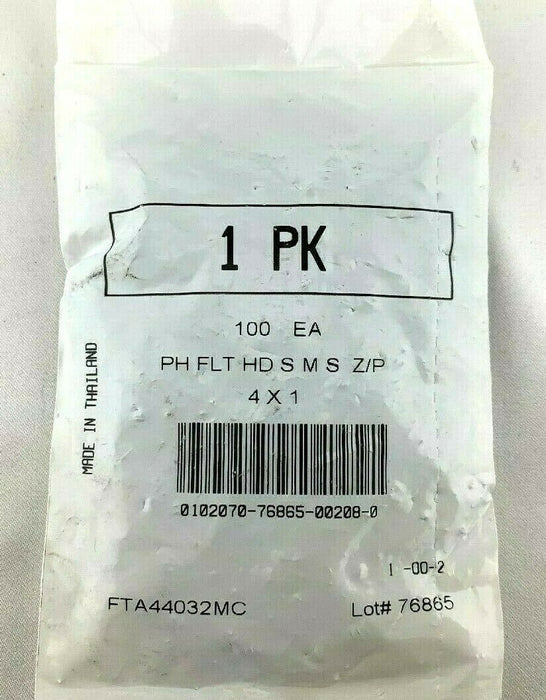 1 PK
100 EA
PH FLT HD S M S Z/P
4 X 1
MADE IN THAILAND
0102070-76865-00208-0
1 -00-2
FTA44032MC
Lot# 76865